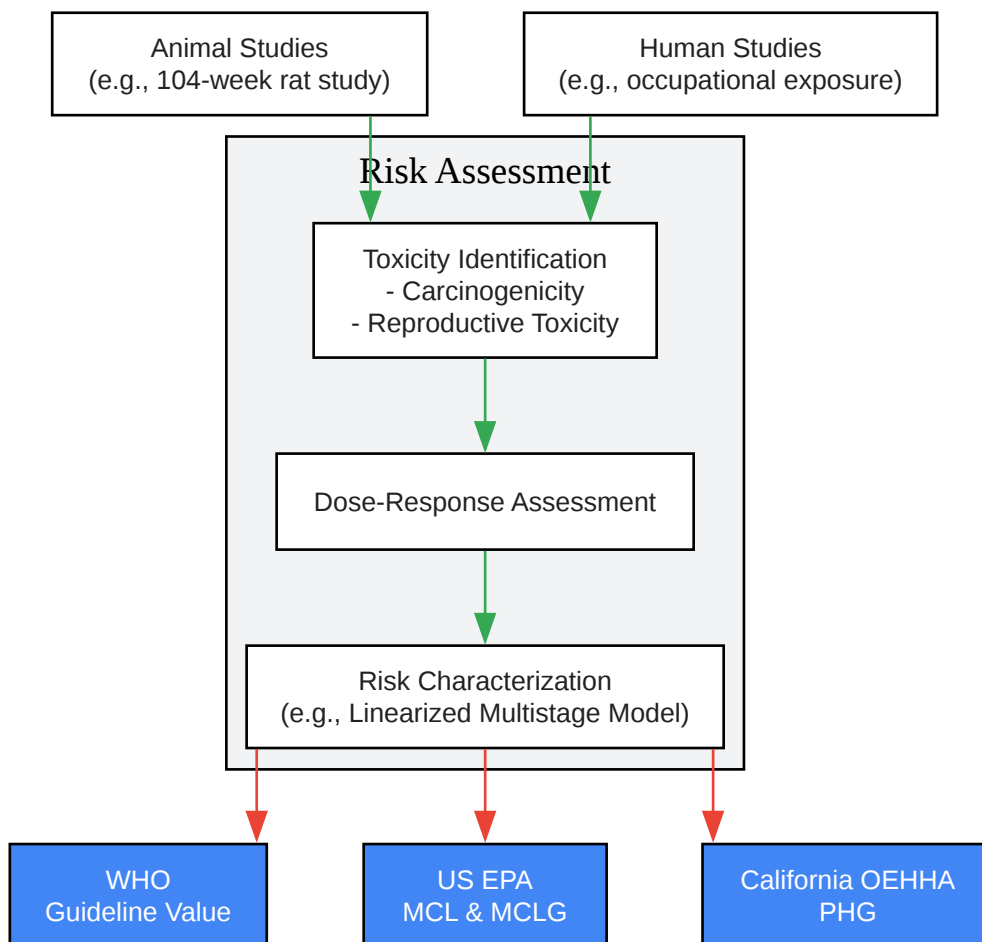 Animal Studies
(e.g., 104-week rat study)
Human Studies
(e.g., occupational exposure)
Risk Assessment
Toxicity Identification
- Carcinogenicity
- Reproductive Toxicity
Dose-Response Assessment
Risk Characterization
(e.g., Linearized Multistage Model)
WHO
Guideline Value
US EPA
MCL & MCLG
California OEHHA
PHG